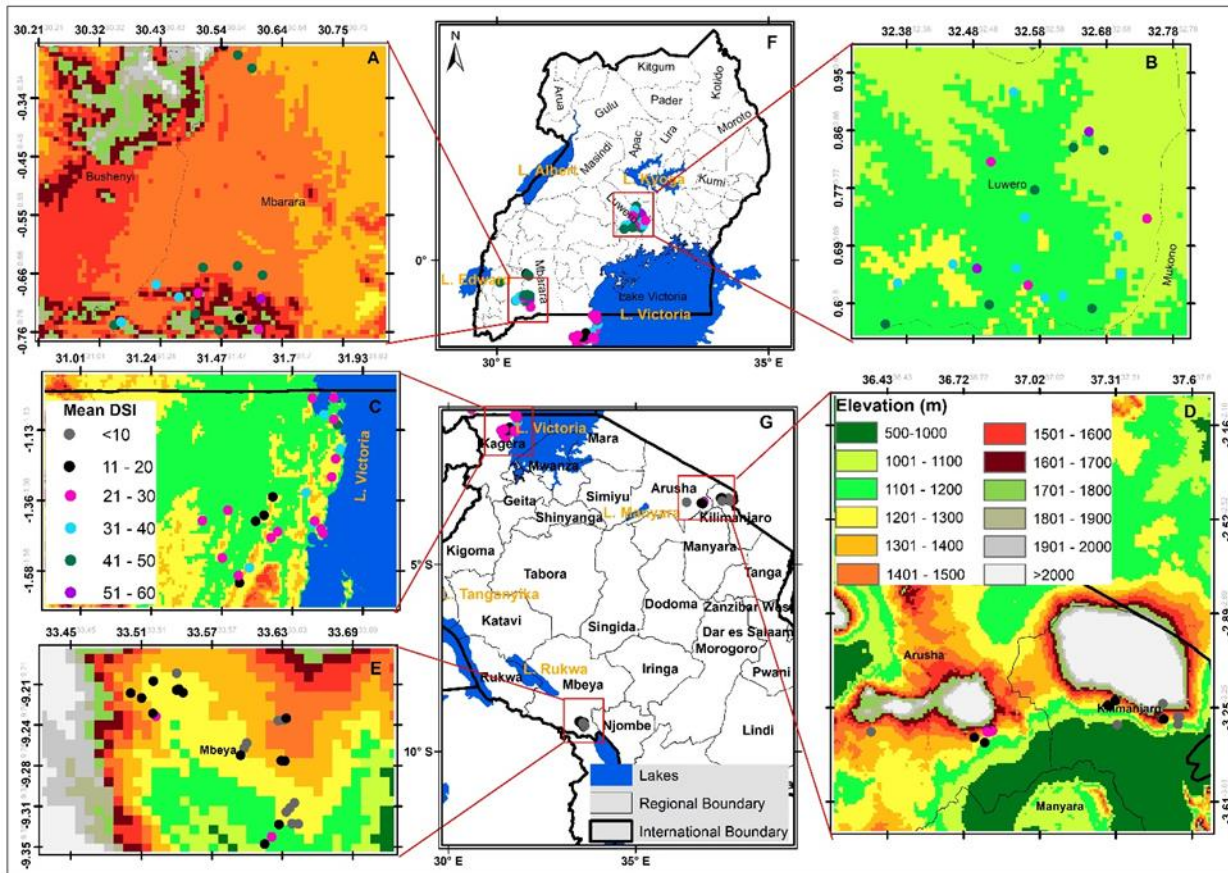 30.21 30.32 30.43 30.54 30.64 30.75
A
-0.34
-0.45
-0.55
-0.66
-0.76
Bushenyi
Mbarara
N
F
Kitgum
Kotido
Arua
Gulu
Pader
Moroto
Lira
Apac
Masindi
L. Albert
L. Kyoga
Kumi
Luwero
0°
L. Edward
Mbarara
Lake Victoria
L. Victoria
30° E 35° E
32.38 32.48 32.58 32.68 32.78
B
0.95
0.86
0.77
0.69
0.6
Luwero
Mukono
31.01 31.24 31.47 31.7 31.93
C
Mean DSI
<10
11 - 20
21 - 30
31 - 40
41 - 50
51 - 60
-1.13
-1.36
-1.58
L. Victoria
G
L. Victoria
Kagera
Mara
Mwanza
Geita
Simiyu
Arusha
Shinyanga
L. Manyara
Kilimanjaro
Kigoma
Manyara
5°S
Tabora
Tanga
L. Tanganyika
Dodoma
Zanzibar West
Katavi
Singida
Dar es Salaam
Morogoro
L. Rukwa
Pwani
Rukwa
Mbeya
Iringa
Njombe
Lindi
10° S
Lakes
Regional Boundary
International Boundary
30° E 35° E
36.43 36.72 37.02 37.31 37.6
D
Elevation (m)
500-1000
1001 - 1100
1101 - 1200
1201 - 1300
1301 - 1400
1401 - 1500
1501 - 1600
1601 - 1700
1701 - 1800
1801 - 1900
1901 - 2000
>2000
-2.89
-3.25
-3.61
Arusha
Kilimanjaro
Manyara
33.45 33.51 33.57 33.63 33.69
E
-9.21
-9.24
-9.28
-9.31
-9.35
Mbeya